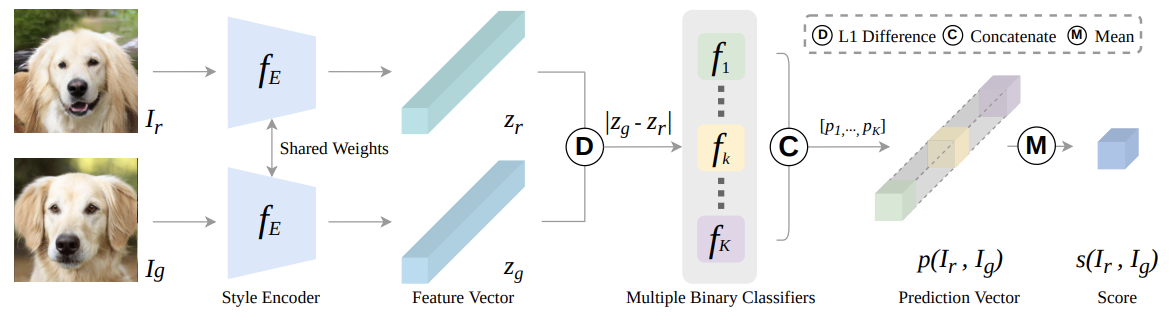 D L1 Difference C Concatenate M Mean
I_r
f_E
z_r
Shared Weights
I_g
f_E
z_g
D
|z_g - z_r|
f_1
f_k
f_K
C
[p_1,..., p_K]
M
p(I_r , I_g)
s(I_r , I_g)
Style Encoder
Feature Vector
Multiple Binary Classifiers
Prediction Vector
Score